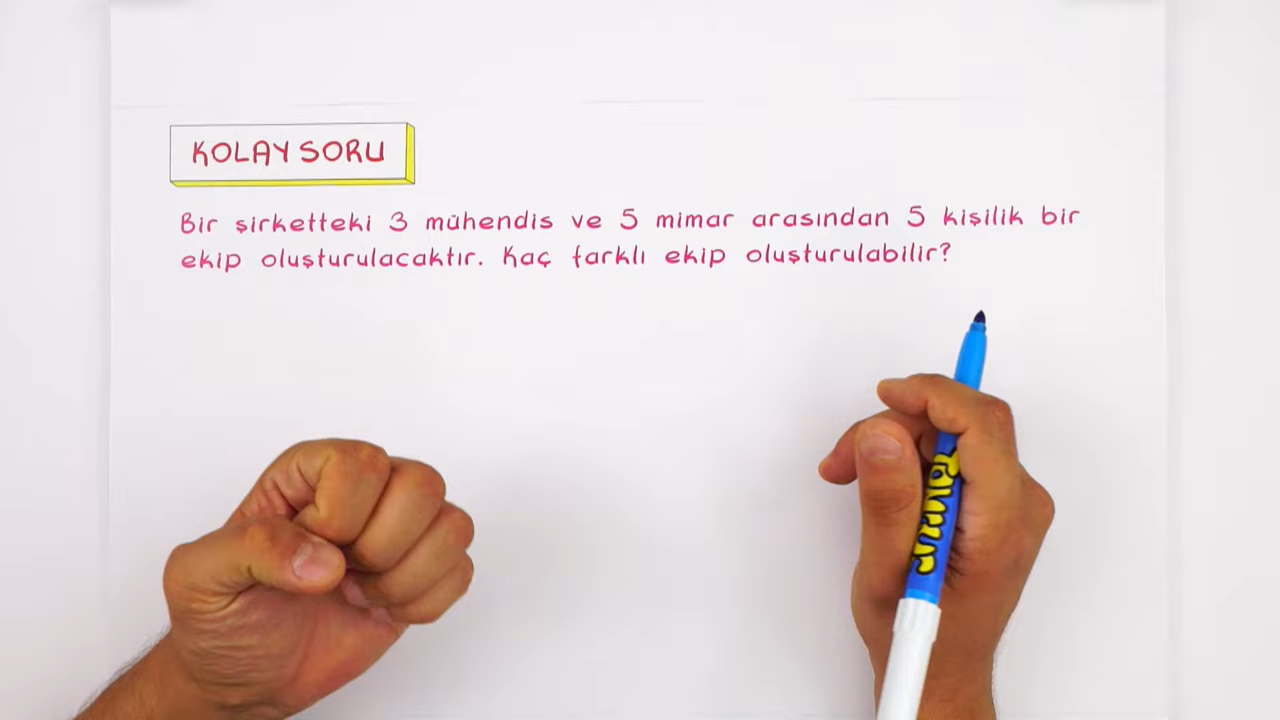 KOLAY SORU
Bir şirketteki 3 mühendis ve 5 mimar arasından 5 kişilik bir
ekip oluşturulacaktır. Kaç farklı ekip oluşturulabilir?